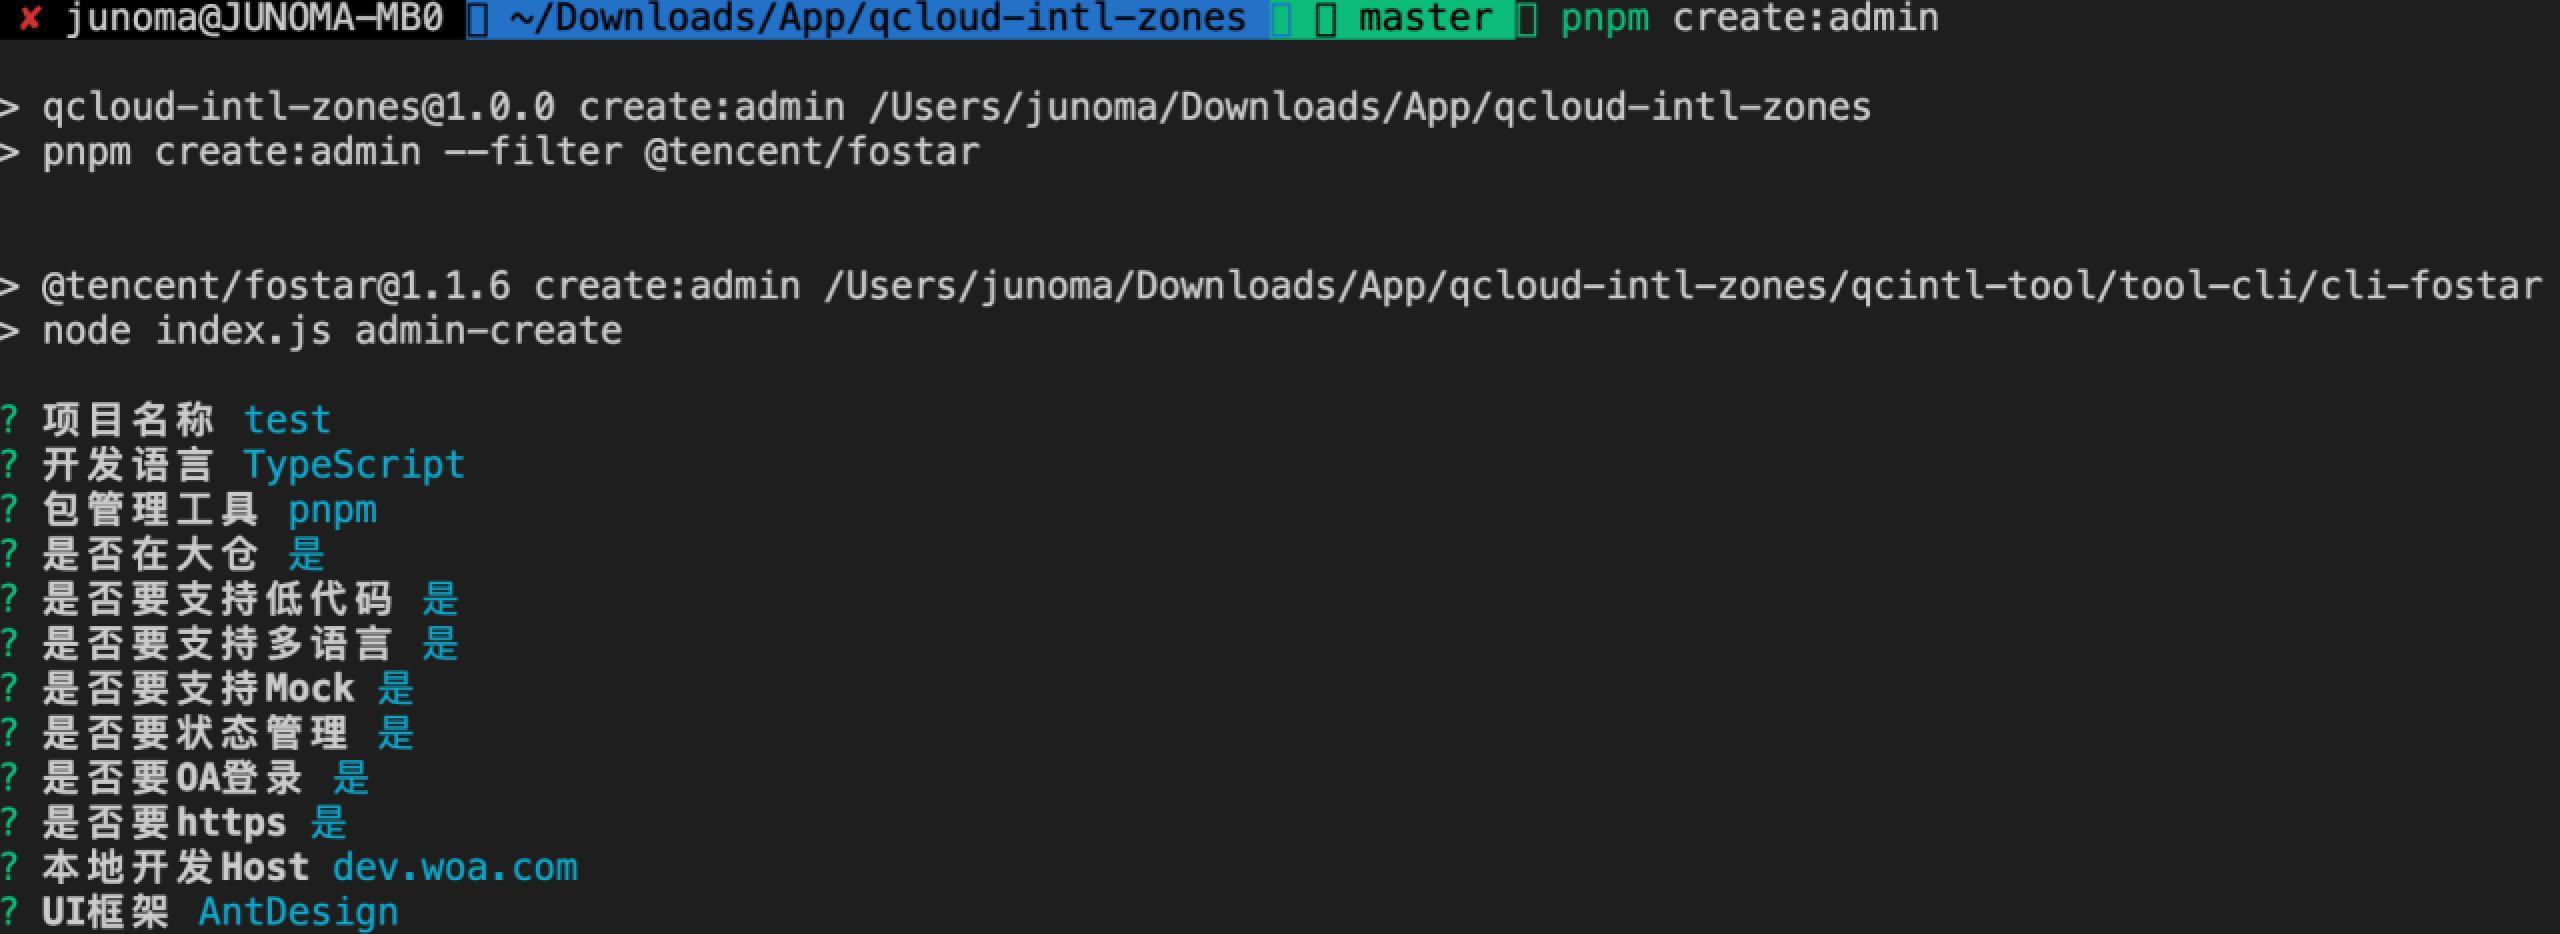 ✘ junoma@JUNOMA-MB0 ~/Downloads/App/qcloud-intl-zones master pnpm create:admin
> qcloud-intl-zones@1.0.0 create:admin /Users/junoma/Downloads/App/qcloud-intl-zones
> pnpm create:admin --filter @tencent/fostar
> @tencent/fostar@1.1.6 create:admin /Users/junoma/Downloads/App/qcloud-intl-zones/qcintl-tool/tool-cli/cli-fostar
> node index.js admin-create
? 项目名称 test
? 开发语言 TypeScript
? 包管理工具 pnpm
? 是否在大仓 是
? 是否要支持低代码 是
? 是否要支持多语言 是
? 是否要支持Mock 是
? 是否要状态管理 是
? 是否要OA登录 是
? 是否要https 是
? 本地开发Host dev.woa.com
? UI框架 AntDesign